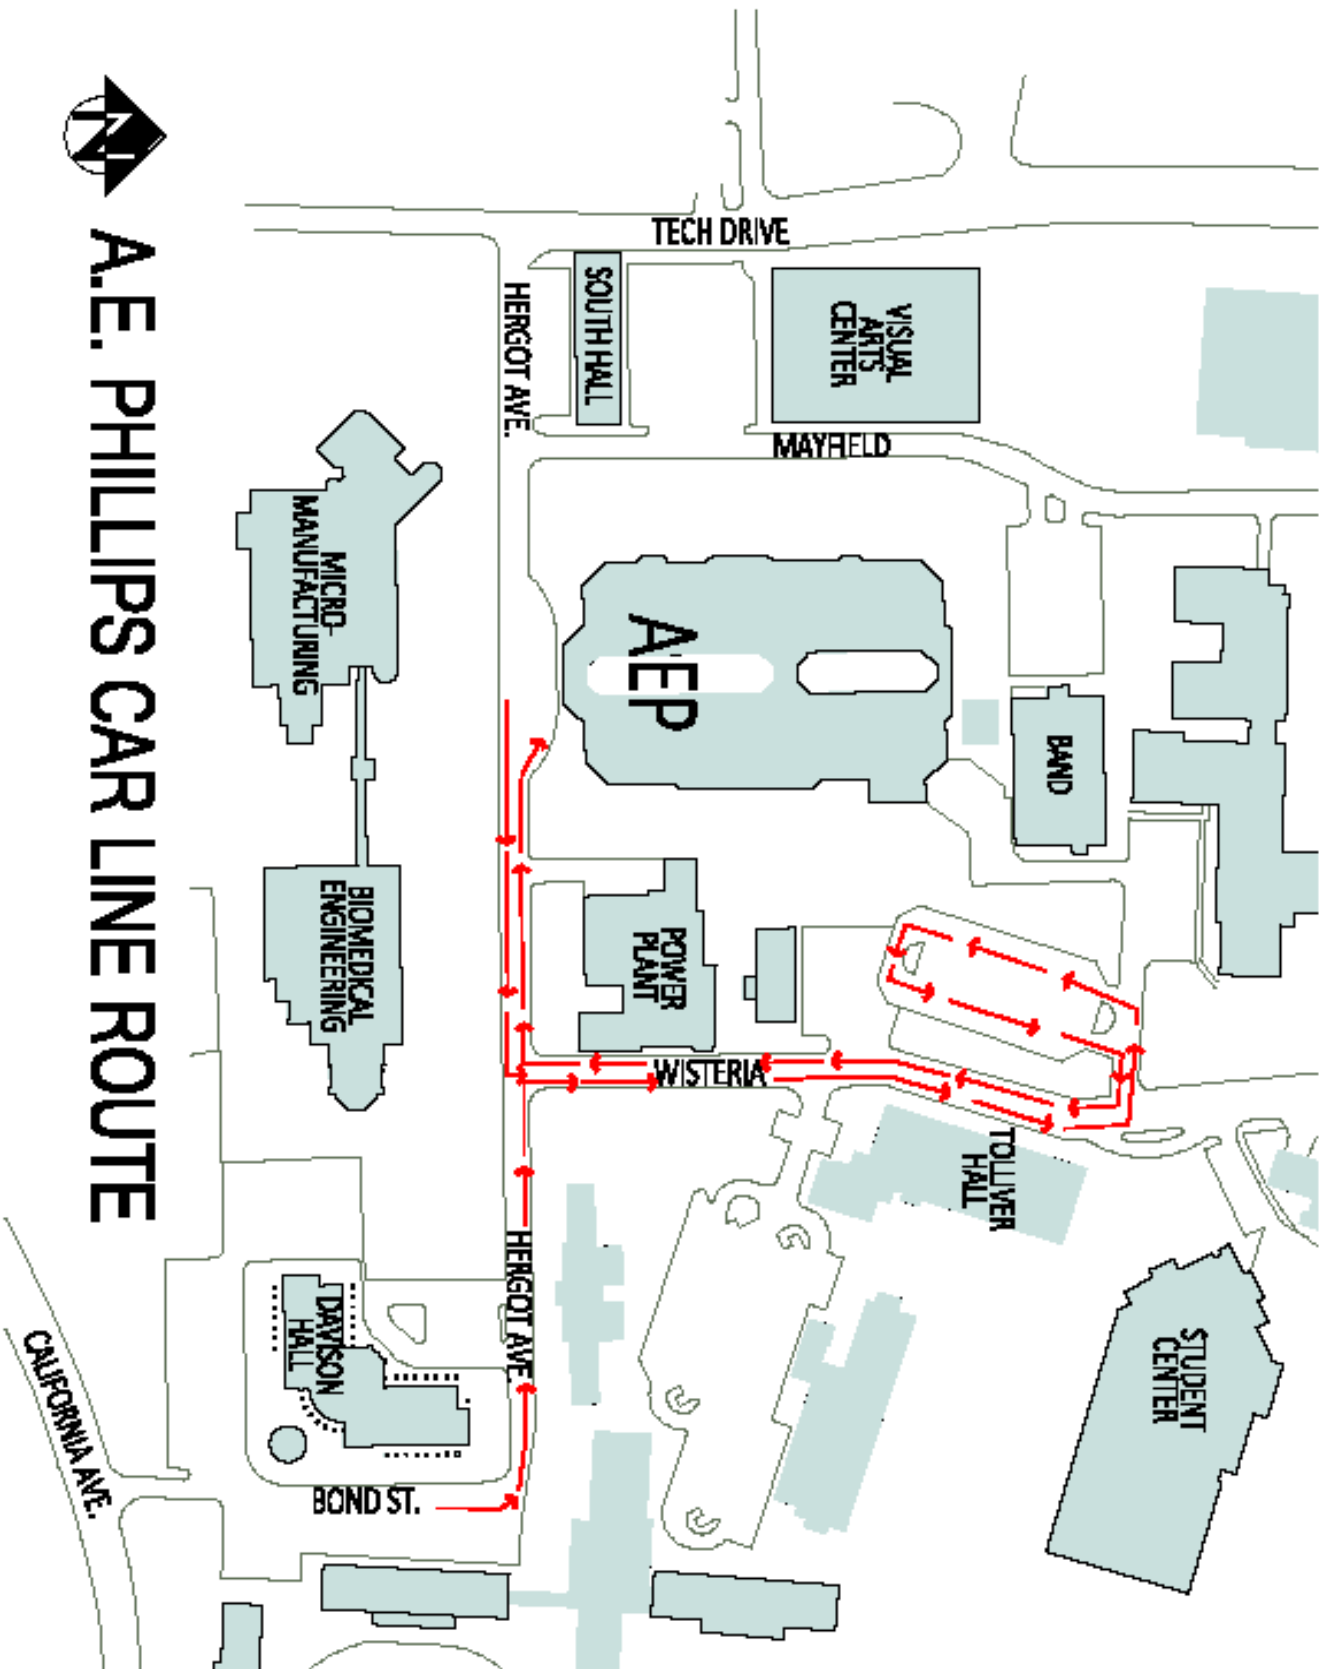 N
A.E. PHILLIPS CAR LINE ROUTE
TECH DRIVE
HERGOT AVE.
SOUTH HALL
VISUAL
ARTS
CENTER
MAYFIELD
MICRO-
MANUFACTURING
AEP
BAND
BIOMEDICAL
ENGINEERING
POWER
PLANT
WISTERIA
TOLLIVER
HALL
HERGOT AVE.
DAVISON
HALL
STUDENT
CENTER
CALIFORNIA AVE.
BOND ST.